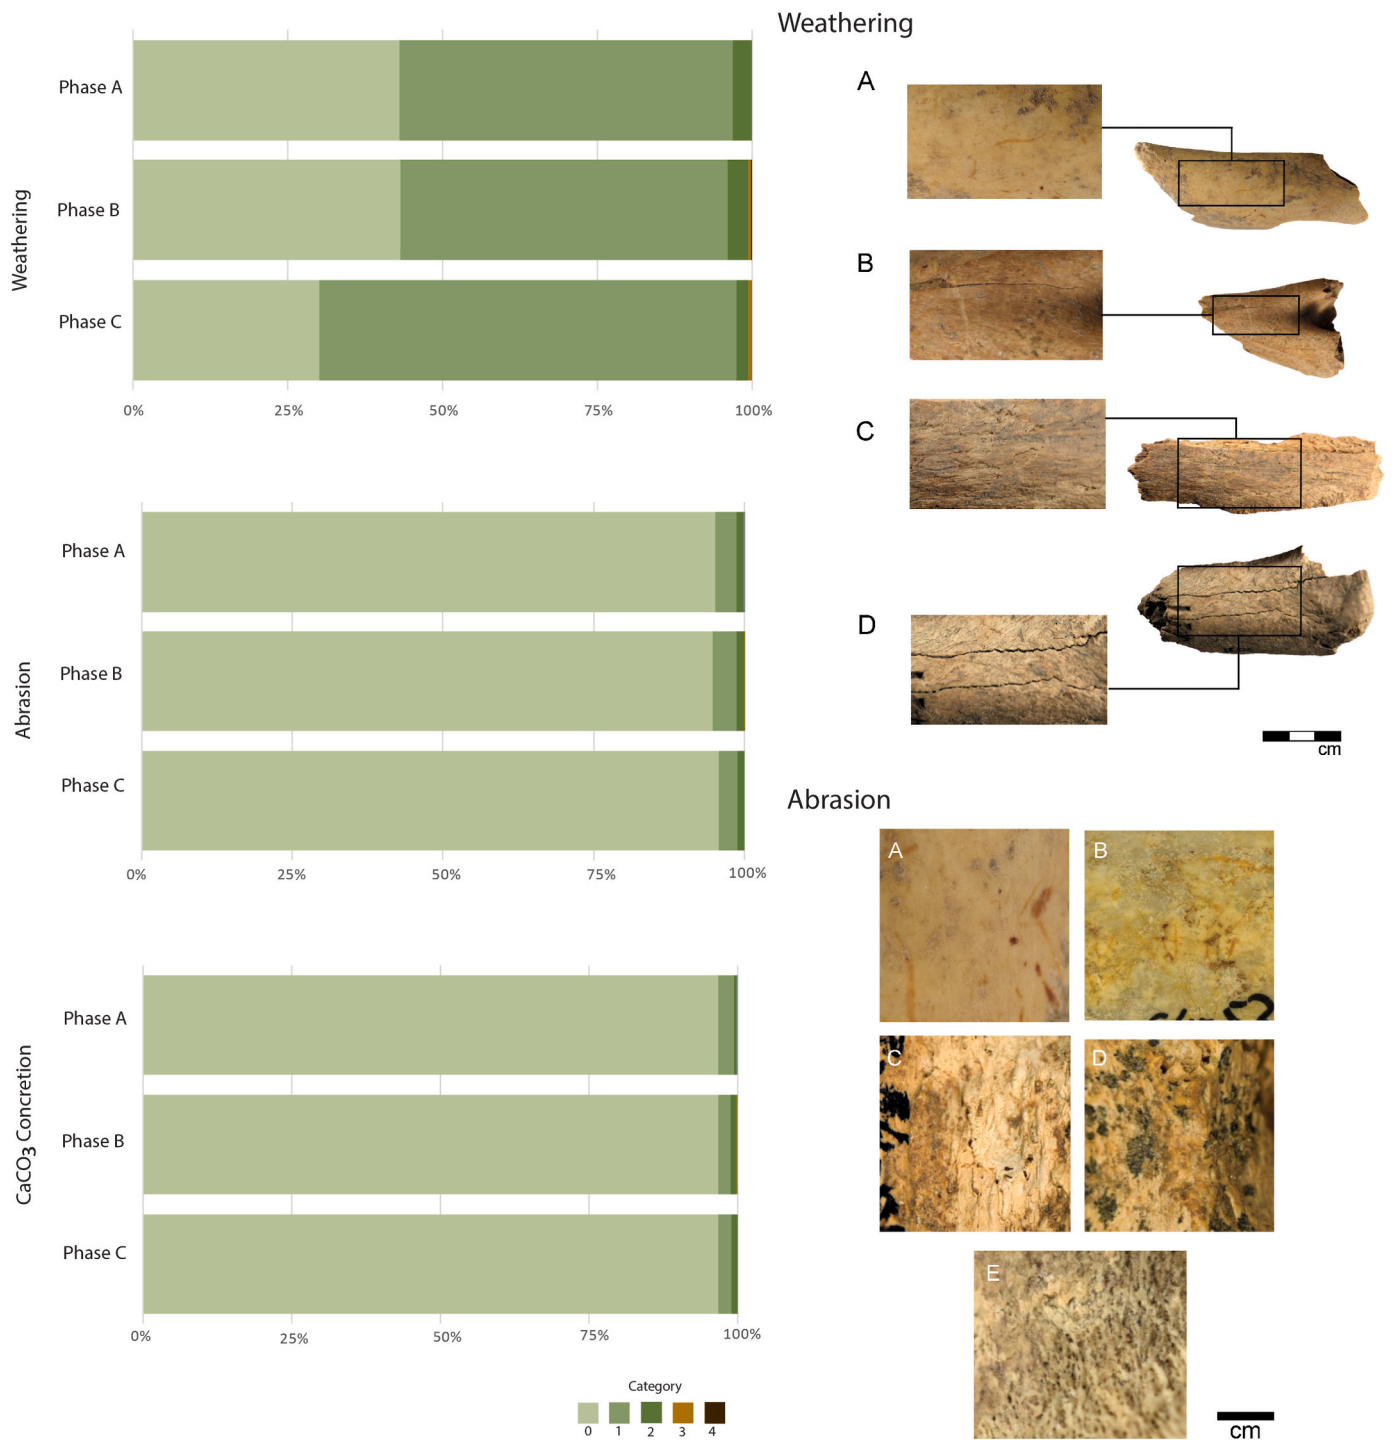 Weathering
Phase A
Phase B
Phase C
0% 25% 50% 75% 100%
Abrasion
Phase A
Phase B
Phase C
0% 25% 50% 75% 100%
CaCO3 Concretion
Phase A
Phase B
Phase C
0% 25% 50% 75% 100%
Category
0 1 2 3 4
Weathering
A
B
C
D
cm
Abrasion
A B
C D
E
cm